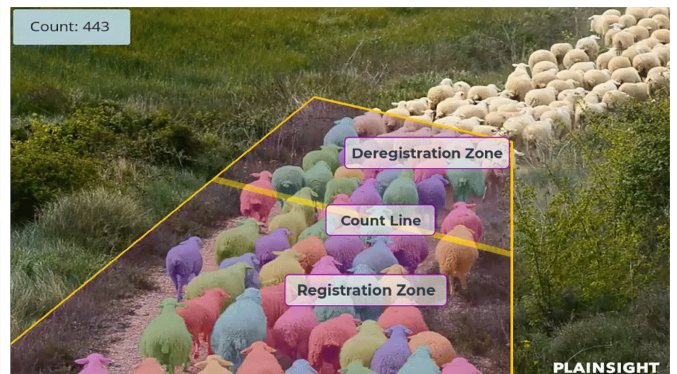 Count: 443
Deregistration Zone
Count Line
Registration Zone
PLAINSIGHT